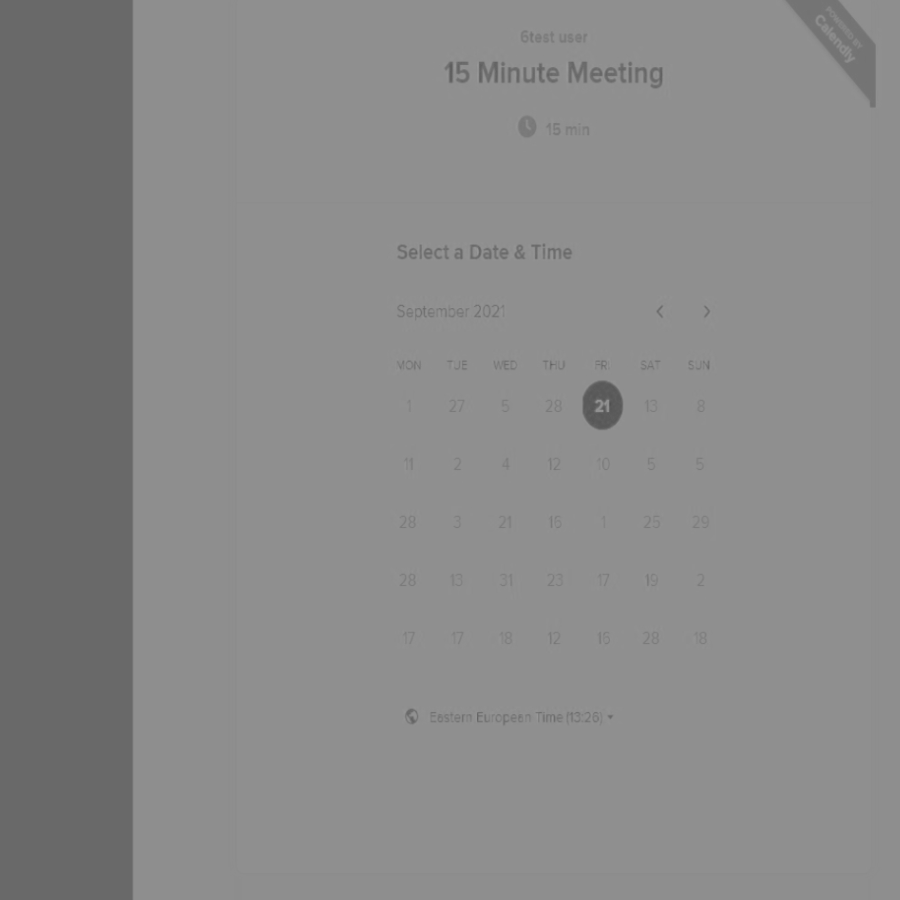 POWERED BY
Calendly
6test user
15 Minute Meeting
15 min
Select a Date & Time
September 2021
MON TUE WED THU FRI SAT SUN
1 27 5 28 21 13 8
11 2 4 12 10 5 5
28 3 21 16 1 25 29
28 13 31 23 17 19 2
17 17 18 12 16 28 18
Eastern European Time (13:26)